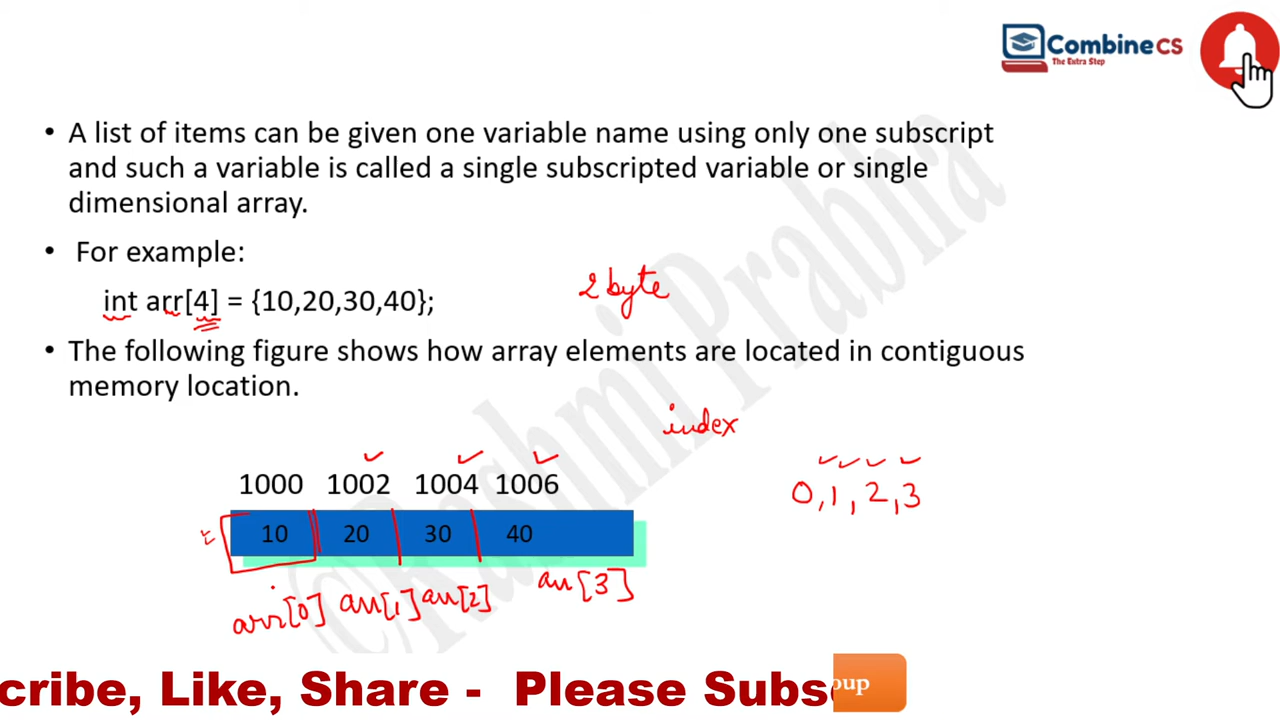 CombineCS
The Extra Step
• A list of items can be given one variable name using only one subscript
and such a variable is called a single subscripted variable or single
dimensional array.
• For example:
2 byte
int arr[4] = {10,20,30,40};
• The following figure shows how array elements are located in contiguous
memory location.
index
1000 1002 1004 1006
0, 1, 2, 3
10 20 30 40
arr[0] arr[1] arr[2] arr[3]
©Rashmi Prabha
cribe, Like, Share - Please Subs
oup